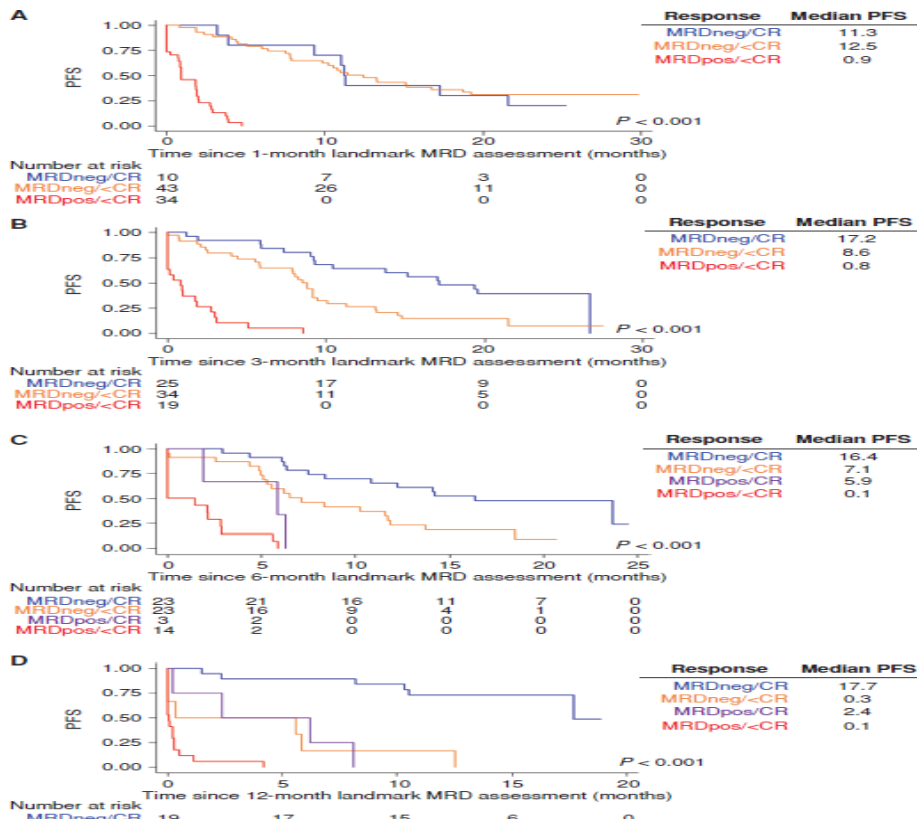 A
Response Median PFS
MRDneg/CR 11.3
MRDneg/<CR 12.5
MRDpos/<CR 0.9
1.00
0.75
0.50
0.25
0.00
PFS
P < 0.001
0 10 20 30
Time since 1-month landmark MRD assessment (months)
Number at risk
MRDneg/CR 10 7 3 0
MRDneg/<CR 43 26 11 0
MRDpos/<CR 34 0 0 0
B
Response Median PFS
MRDneg/CR 17.2
MRDneg/<CR 8.6
MRDpos/<CR 0.8
1.00
0.75
0.50
0.25
0.00
PFS
P < 0.001
0 10 20 30
Time since 3-month landmark MRD assessment (months)
Number at risk
MRDneg/CR 25 17 9 0
MRDneg/<CR 34 11 5 0
MRDpos/<CR 19 0 0 0
C
Response Median PFS
MRDneg/CR 16.4
MRDneg/<CR 7.1
MRDpos/CR 5.9
MRDpos/<CR 0.1
1.00
0.75
0.50
0.25
0.00
PFS
P < 0.001
0 5 10 15 20 25
Time since 6-month landmark MRD assessment (months)
Number at risk
MRDneg/CR 23 21 16 11 7 0
MRDneg/<CR 23 16 9 4 1 0
MRDpos/CR 3 2 0 0 0 0
MRDpos/<CR 14 2 0 0 0 0
D
Response Median PFS
MRDneg/CR 17.7
MRDneg/<CR 0.3
MRDpos/CR 2.4
MRDpos/<CR 0.1
1.00
0.75
0.50
0.25
0.00
PFS
P < 0.001
0 5 10 15 20
Time since 12-month landmark MRD assessment (months)
Number at risk
MRDneg/CR 19 17 15 6 0